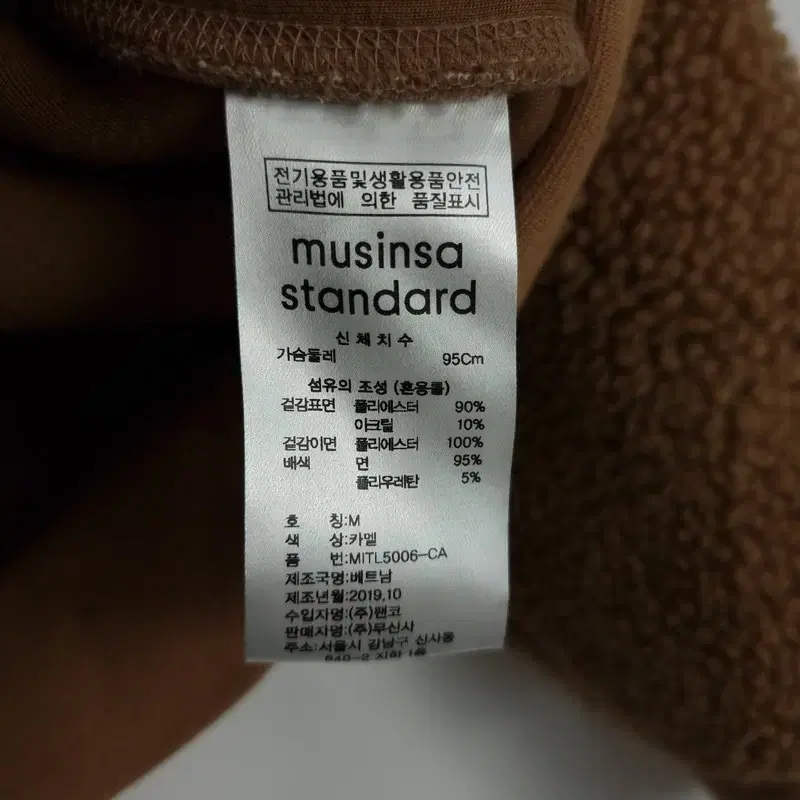 전기용품및생활용품안전
관리법에 의한 품질표시
musinsa
standard
신체치수
가슴둘레 95Cm
섬유의 조성 (혼용률)
겉감표면 폴리에스터 90%
아크릴 10%
겉감이면 폴리에스터 100%
배색 면 95%
폴리우레탄 5%
호 칭:M
색 상:카멜
품 번:MITL5006-CA
제조국명:베트남
제조년월:2019.10
수입자명:(주)팬코
판매자명:(주)무신사
주소:서울시 강남구 신사동
640-2 지하 1층